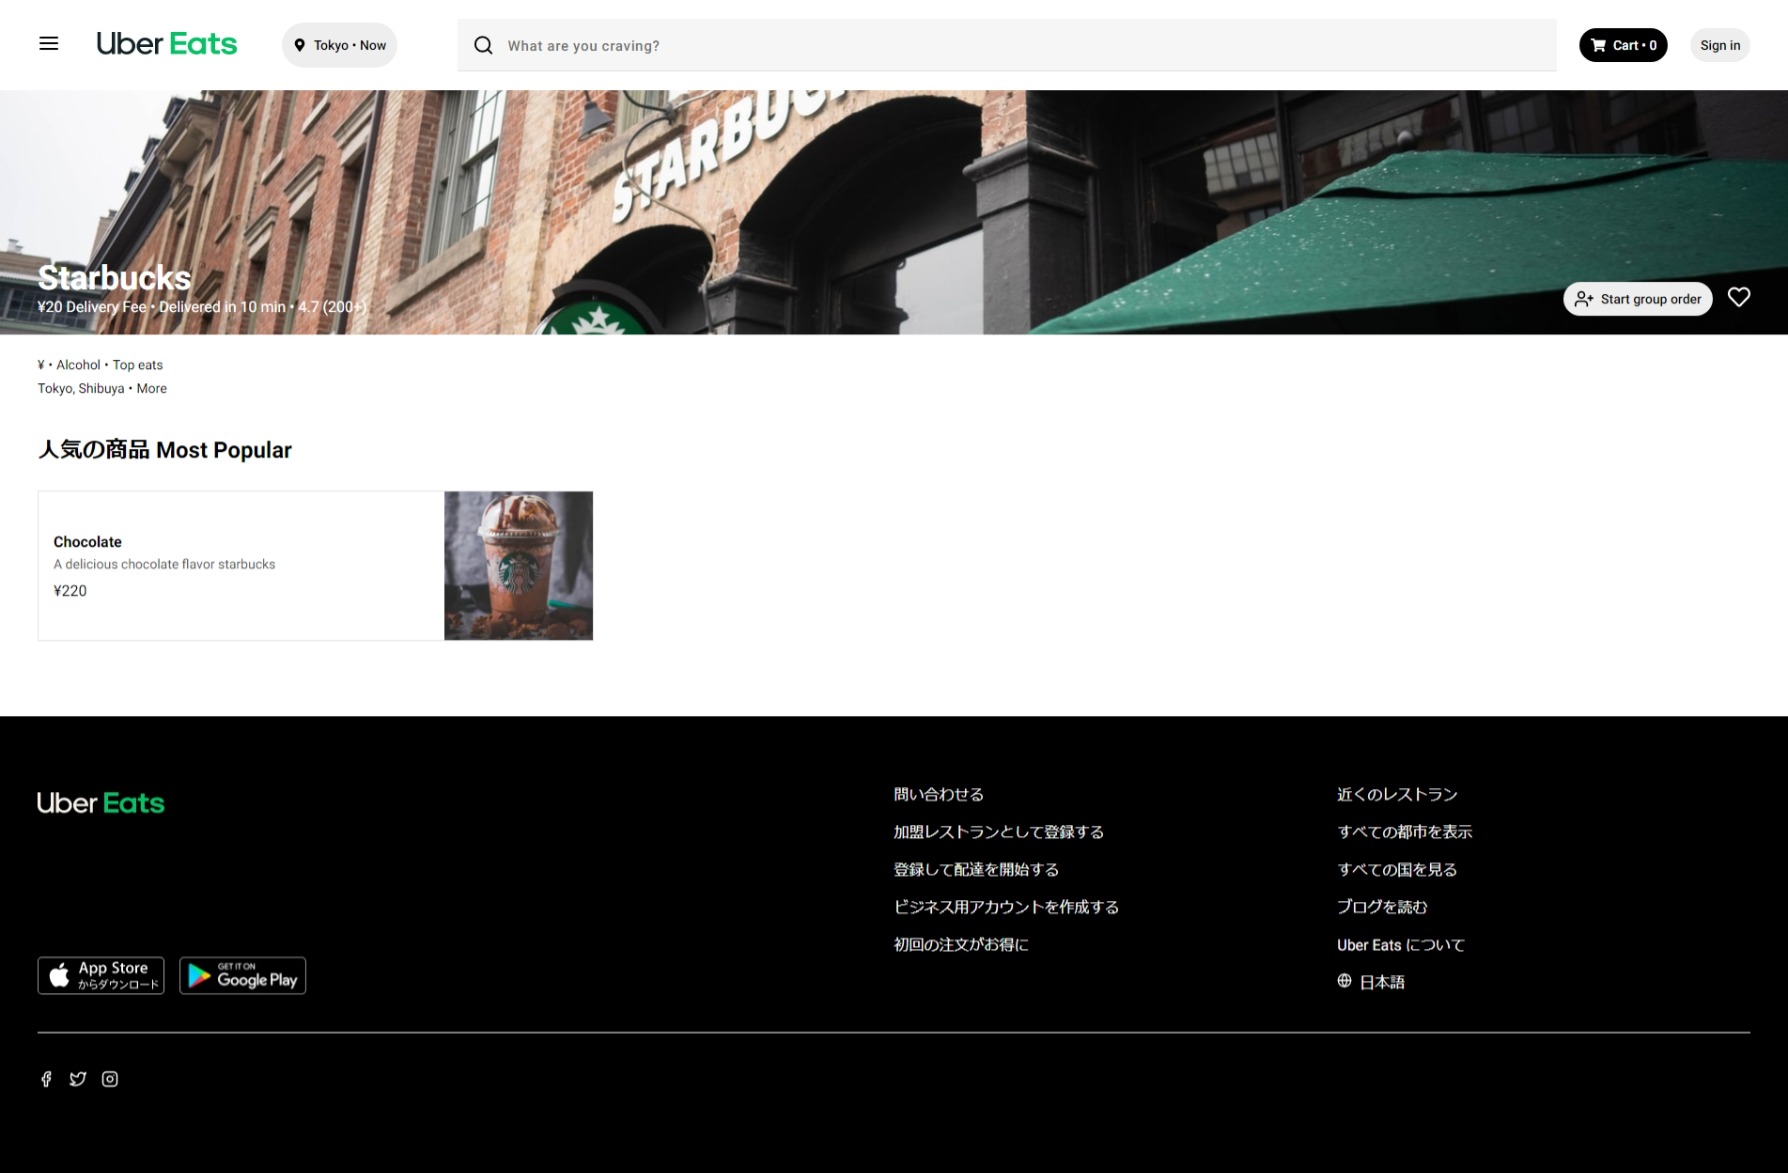 Uber Eats
Tokyo • Now
What are you craving?
Cart • 0
Sign in
STARBUC
Starbucks
¥20 Delivery Fee • Delivered in 10 min • 4.7 (200+)
Start group order
¥ • Alcohol • Top eats
Tokyo, Shibuya • More
人気の商品 Most Popular
Chocolate
A delicious chocolate flavor starbucks
¥220
Uber Eats
問い合わせる
加盟レストランとして登録する
登録して配達を開始する
ビジネス用アカウントを作成する
初回の注文がお得に
近くのレストラン
すべての都市を表示
すべての国を見る
ブログを読む
Uber Eats について
日本語
App Store
からダウンロード
GET IT ON
Google Play